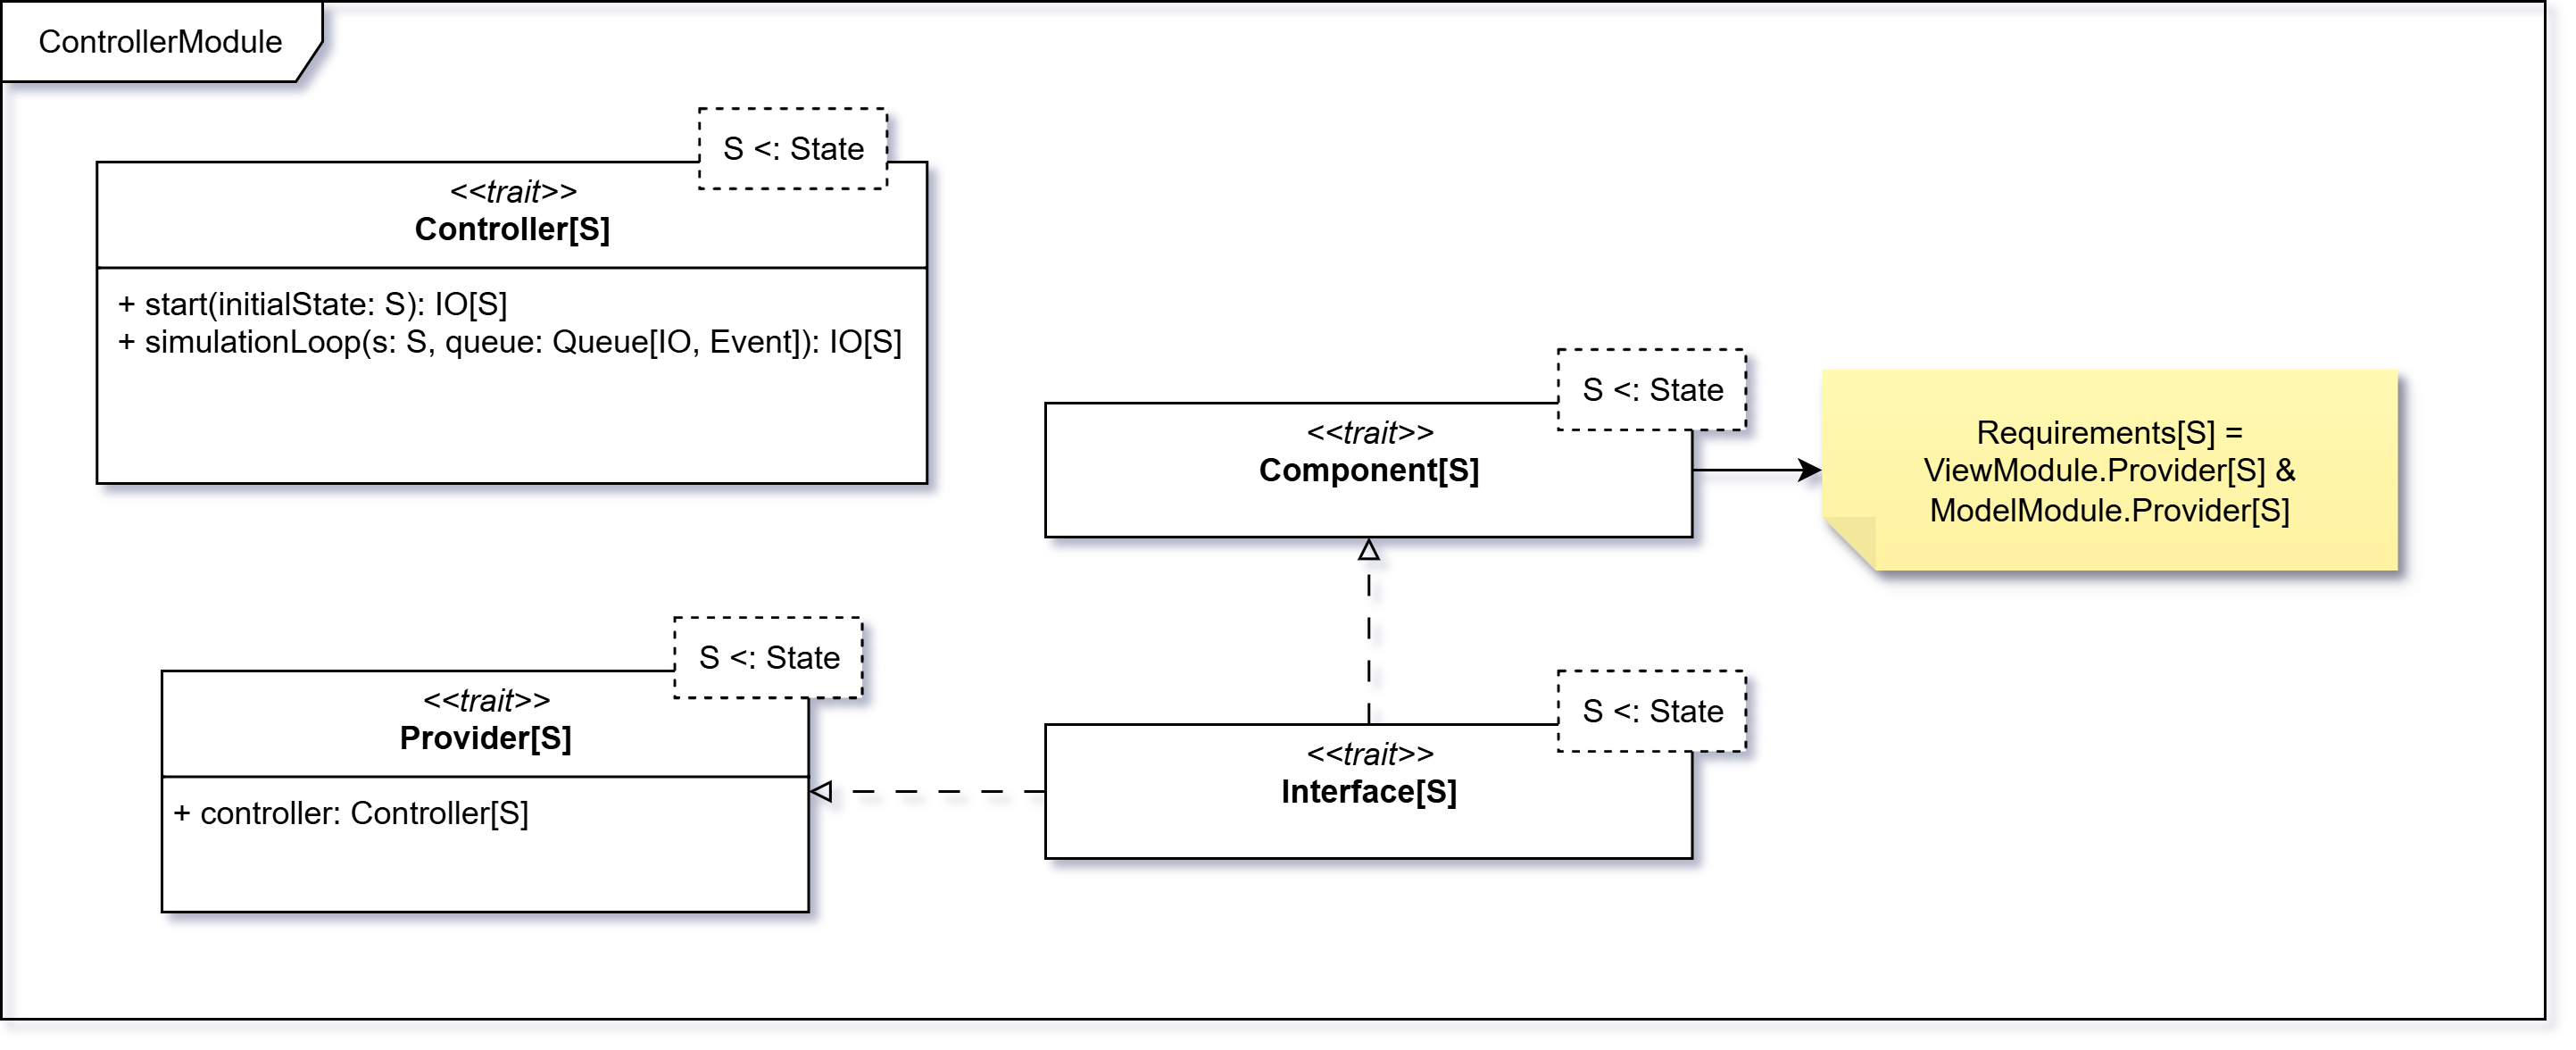 ControllerModule
S <: State
<<trait>>
Controller[S]
+ start(initialState: S): IO[S]
+ simulationLoop(s: S, queue: Queue[IO, Event]): IO[S]
S <: State
<<trait>>
Component[S]
Requirements[S] =
ViewModule.Provider[S] &
ModelModule.Provider[S]
S <: State
<<trait>>
Provider[S]
+ controller: Controller[S]
S <: State
<<trait>>
Interface[S]